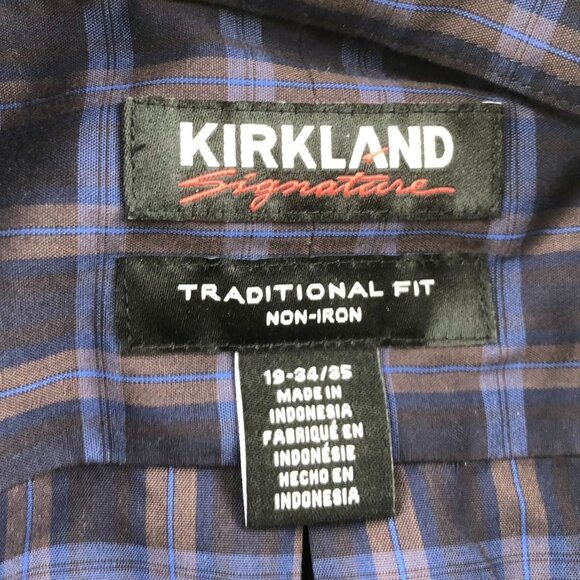 KIRKLAND
Signature
TRADITIONAL FIT
NON-IRON
19-34/35
MADE IN
INDONESIA
FABRIQUÉ EN
INDONÉSIE
HECHO EN
INDONESIA